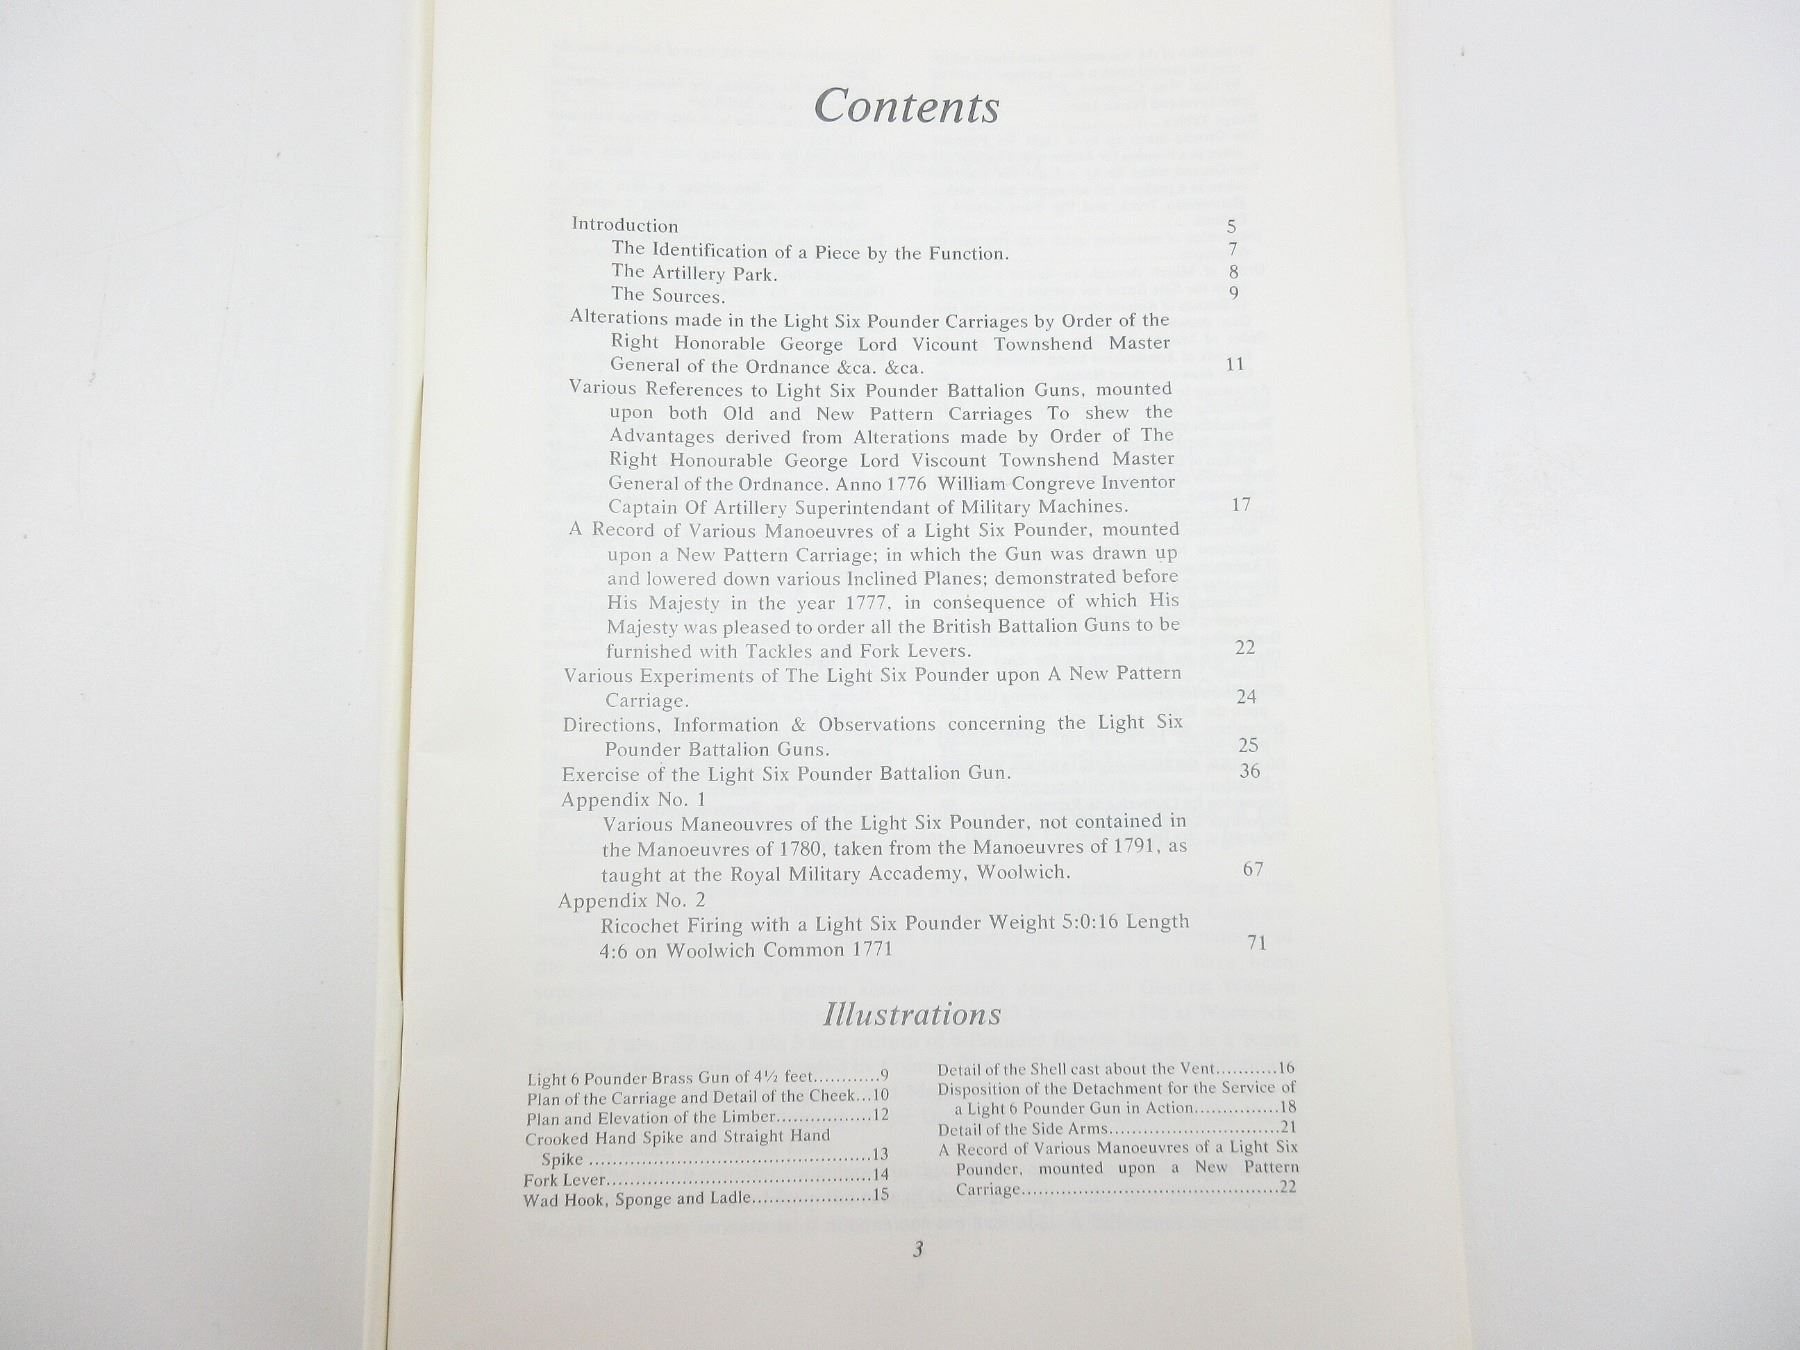 Contents
Introduction 5
The Identification of a Piece by the Function. 7
The Artillery Park. 8
The Sources. 9
Alterations made in the Light Six Pounder Carriages by Order of the
Right Honorable George Lord Vicount Townshend Master
General of the Ordnance &ca. &ca. 11
Various References to Light Six Pounder Battalion Guns, mounted
upon both Old and New Pattern Carriages To shew the
Advantages derived from Alterations made by Order of The
Right Honourable George Lord Viscount Townshend Master
General of the Ordnance. Anno 1776 William Congreve Inventor
Captain Of Artillery Superintendant of Military Machines. 17
A Record of Various Manoeuvres of a Light Six Pounder, mounted
upon a New Pattern Carriage; in which the Gun was drawn up
and lowered down various Inclined Planes; demonstrated before
His Majesty in the year 1777, in consequence of which His
Majesty was pleased to order all the British Battalion Guns to be
furnished with Tackles and Fork Levers. 22
Various Experiments of The Light Six Pounder upon A New Pattern
Carriage. 24
Directions, Information & Observations concerning the Light Six
Pounder Battalion Guns. 25
Exercise of the Light Six Pounder Battalion Gun. 36
Appendix No. 1
Various Maneouvres of the Light Six Pounder, not contained in
the Manoeuvres of 1780, taken from the Manoeuvres of 1791, as
taught at the Royal Military Accademy, Woolwich. 67
Appendix No. 2
Ricochet Firing with a Light Six Pounder Weight 5:0:16 Length
4:6 on Woolwich Common 1771 71
Illustrations
Light 6 Pounder Brass Gun of 4½ feet............9
Plan of the Carriage and Detail of the Cheek...10
Plan and Elevation of the Limber.................12
Crooked Hand Spike and Straight Hand
Spike ...............................................13
Fork Lever............................................14
Wad Hook, Sponge and Ladle....................15
Detail of the Shell cast about the Vent...........16
Disposition of the Detachment for the Service of
a Light 6 Pounder Gun in Action...............18
Detail of the Side Arms.............................21
A Record of Various Manoeuvres of a Light Six
Pounder, mounted upon a New Pattern
Carriage...........................................22
3